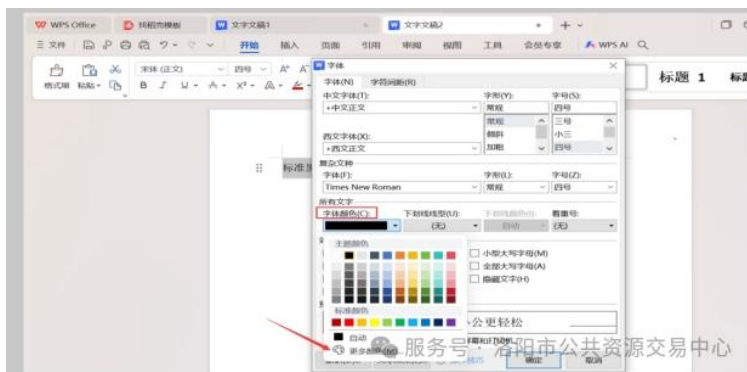 WPS Office 找稻壳模板 文字文稿1 文字文稿2
文件 开始 插入 页面 引用 审阅 视图 工具 会员专享 WPS AI
格式刷 粘贴 宋体 (正文) 四号 标题 1
字体
字体(N) 字符间距(R)
中文字体(T): 字形(Y): 字号(S):
+中文正文 常规 四号
常规 三号
倾斜 小三
西文字体(X): 加粗 四号
+西文正文
复杂文种
字体(F): 字形(L): 字号(Z):
Times New Roman 常规 四号
所有文字
字体颜色(C): 下划线线型(U): 下划线颜色(I): 着重号:
(无) 自动 (无)
主题颜色
小型大写字母(M)
全部大写字母(A)
隐藏文字(H)
标准颜色
公更轻松
自动
更多颜色(M)...
确定 取消
服务号 · 洛阳市公共资源交易中心